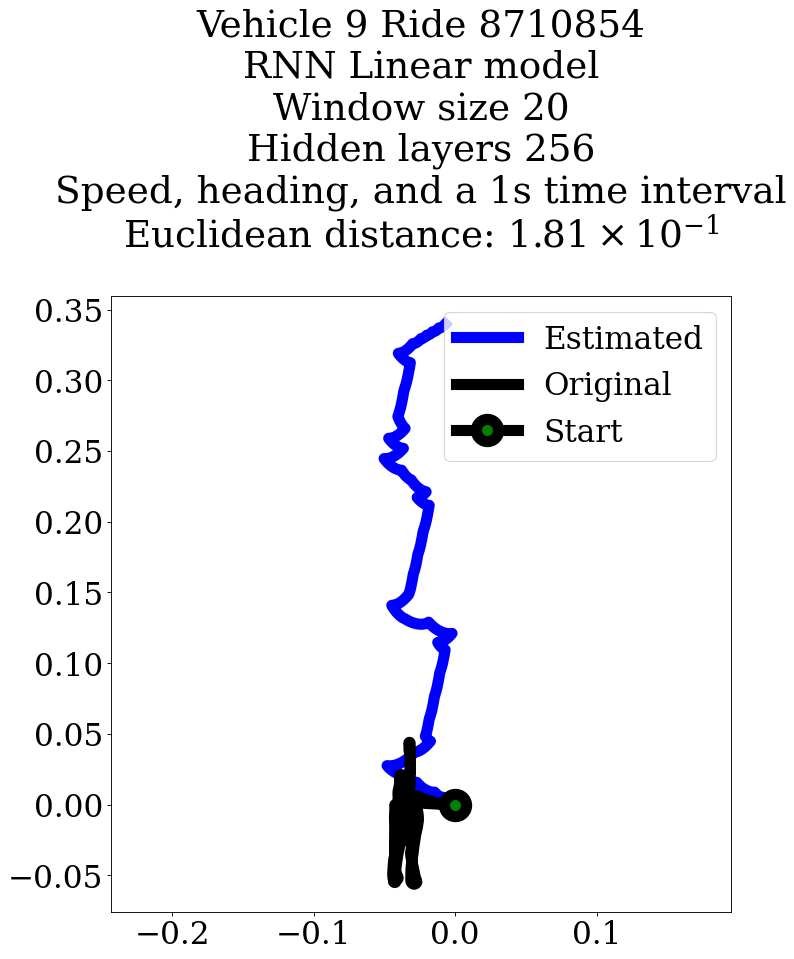 Vehicle 9 Ride 8710854
RNN Linear model
Window size 20
Hidden layers 256
Speed, heading, and a 1s time interval
Euclidean distance: 1.81 × 10⁻¹
0.35
0.30
0.25
0.20
0.15
0.10
0.05
0.00
−0.05
Estimated
Original
Start
−0.2
−0.1
0.0
0.1